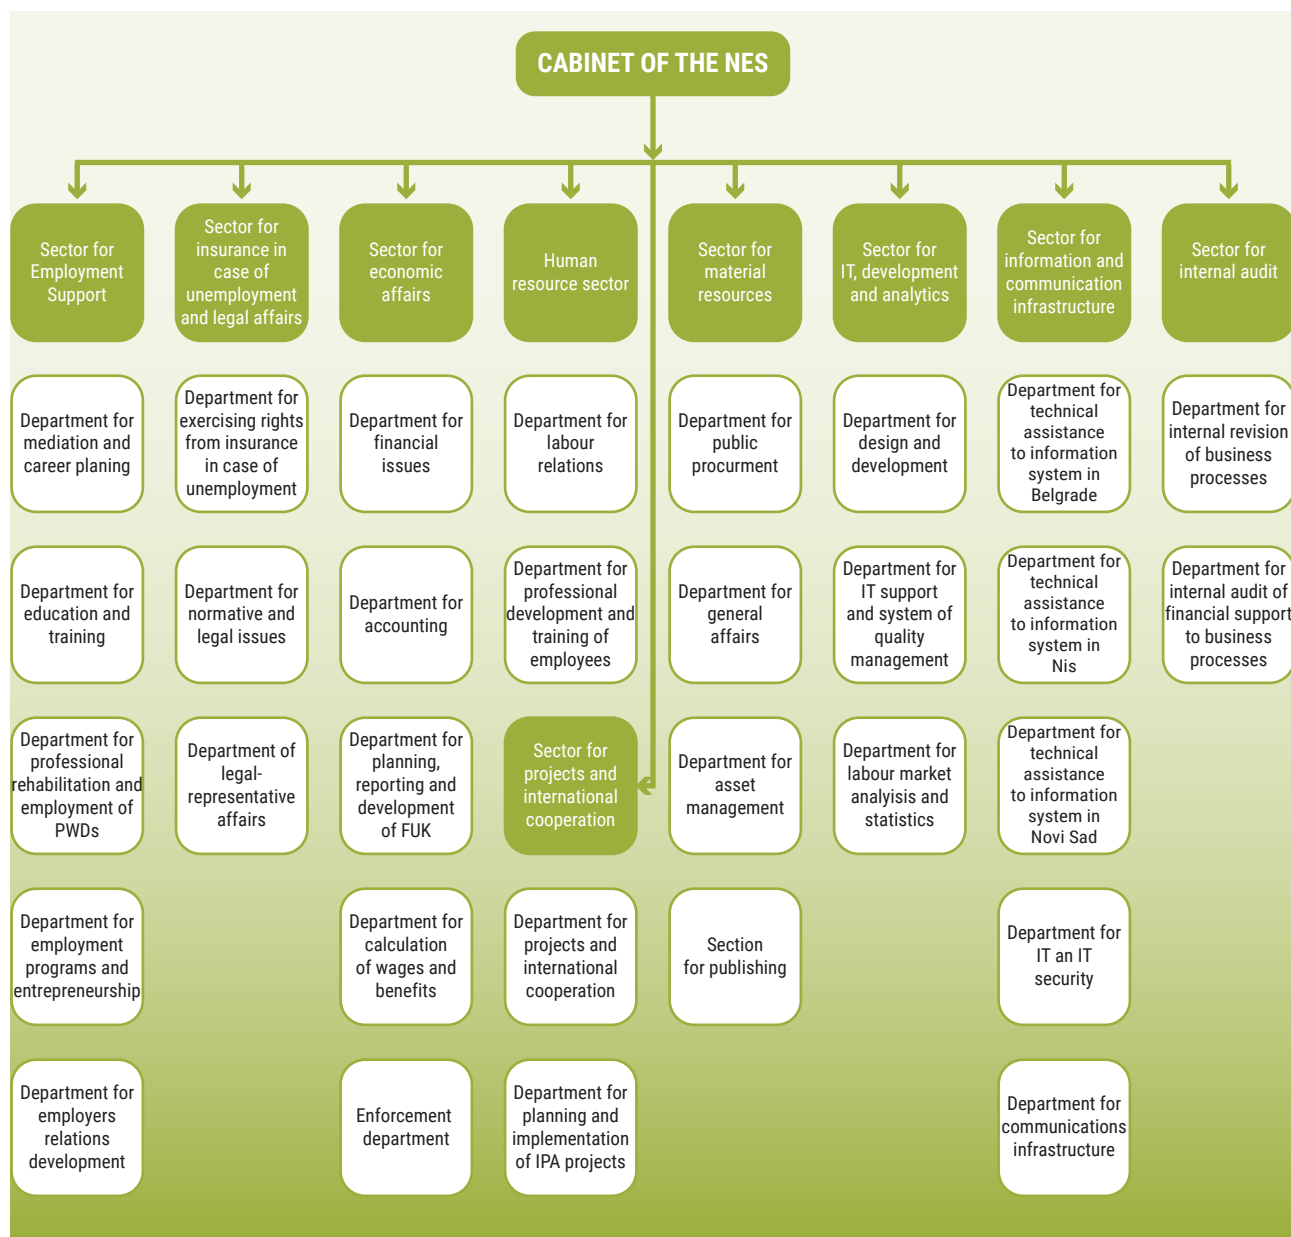 CABINET OF THE NES
Sector for
Employment
Support
Sector for
insurance in
case of
unemployment
and legal affairs
Sector for
economic
affairs
Human
resource sector
Sector for
material
resources
Sector for
IT, development
and analytics
Sector for
information and
communication
infrastructure
Sector for
internal audit
Department for
mediation and
career planing
Department for
exercising rights
from insurance
in case of
unemployment
Department for
financial
issues
Department for
labour
relations
Department for
public
procurment
Department for
design and
development
Department for
technical
assistance
to information
system in
Belgrade
Department for
internal revision
of business
processes
Department for
education and
training
Department for
normative and
legal issues
Department for
accounting
Department for
professional
development and
training of
employees
Department for
general
affairs
Department for
IT support
and system of
quality
management
Department for
technical
assistance
to information
system in
Nis
Department for
internal audit of
financial support
to business
processes
Department for
professional
rehabilitation and
employment of
PWDs
Department of
legal-
representative
affairs
Department for
planning,
reporting and
development
of FUK
Sector for
projects and
international
cooperation
Department for
asset
management
Department for
labour market
analyisis and
statistics
Department for
technical
assistance
to information
system in
Novi Sad
Department for
employment
programs and
entrepreneurship
Department for
calculation
of wages and
benefits
Department for
projects and
international
cooperation
Section
for publishing
Department for
IT an IT
security
Department for
employers
relations
development
Enforcement
department
Department for
planning and
implementation
of IPA projects
Department for
communications
infrastructure